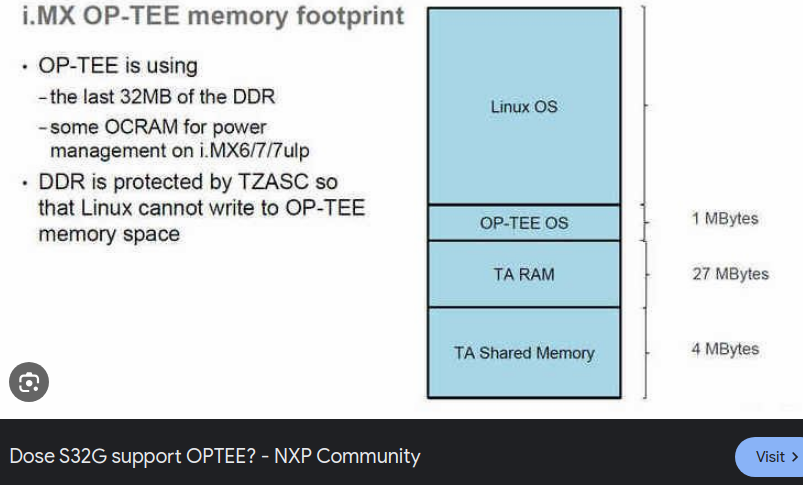 i.MX OP-TEE memory footprint
• OP-TEE is using
-the last 32MB of the DDR
-some OCRAM for power
management on i.MX6/7/7ulp
• DDR is protected by TZASC so
that Linux cannot write to OP-TEE
memory space
Linux OS
OP-TEE OS
1 MBytes
TA RAM
27 MBytes
TA Shared Memory
4 MBytes
Dose S32G support OPTEE? - NXP Community
Visit >